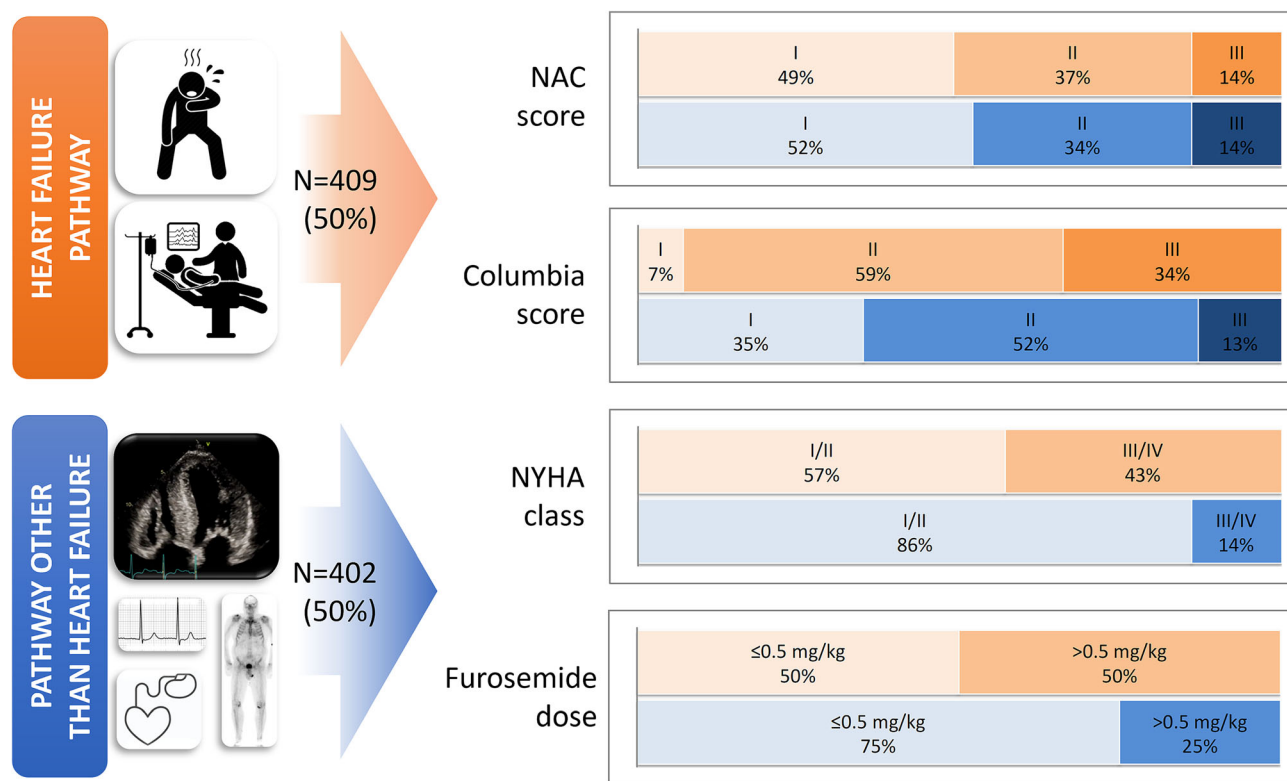 HEART FAILURE
PATHWAY
N=409
(50%)
NAC
score
I
49%
II
37%
III
14%
I
52%
II
34%
III
14%
Columbia
score
I
7%
II
59%
III
34%
I
35%
II
52%
III
13%
PATHWAY OTHER
THAN HEART FAILURE
N=402
(50%)
NYHA
class
I/II
57%
III/IV
43%
I/II
86%
III/IV
14%
Furosemide
dose
≤0.5 mg/kg
50%
>0.5 mg/kg
50%
≤0.5 mg/kg
75%
>0.5 mg/kg
25%